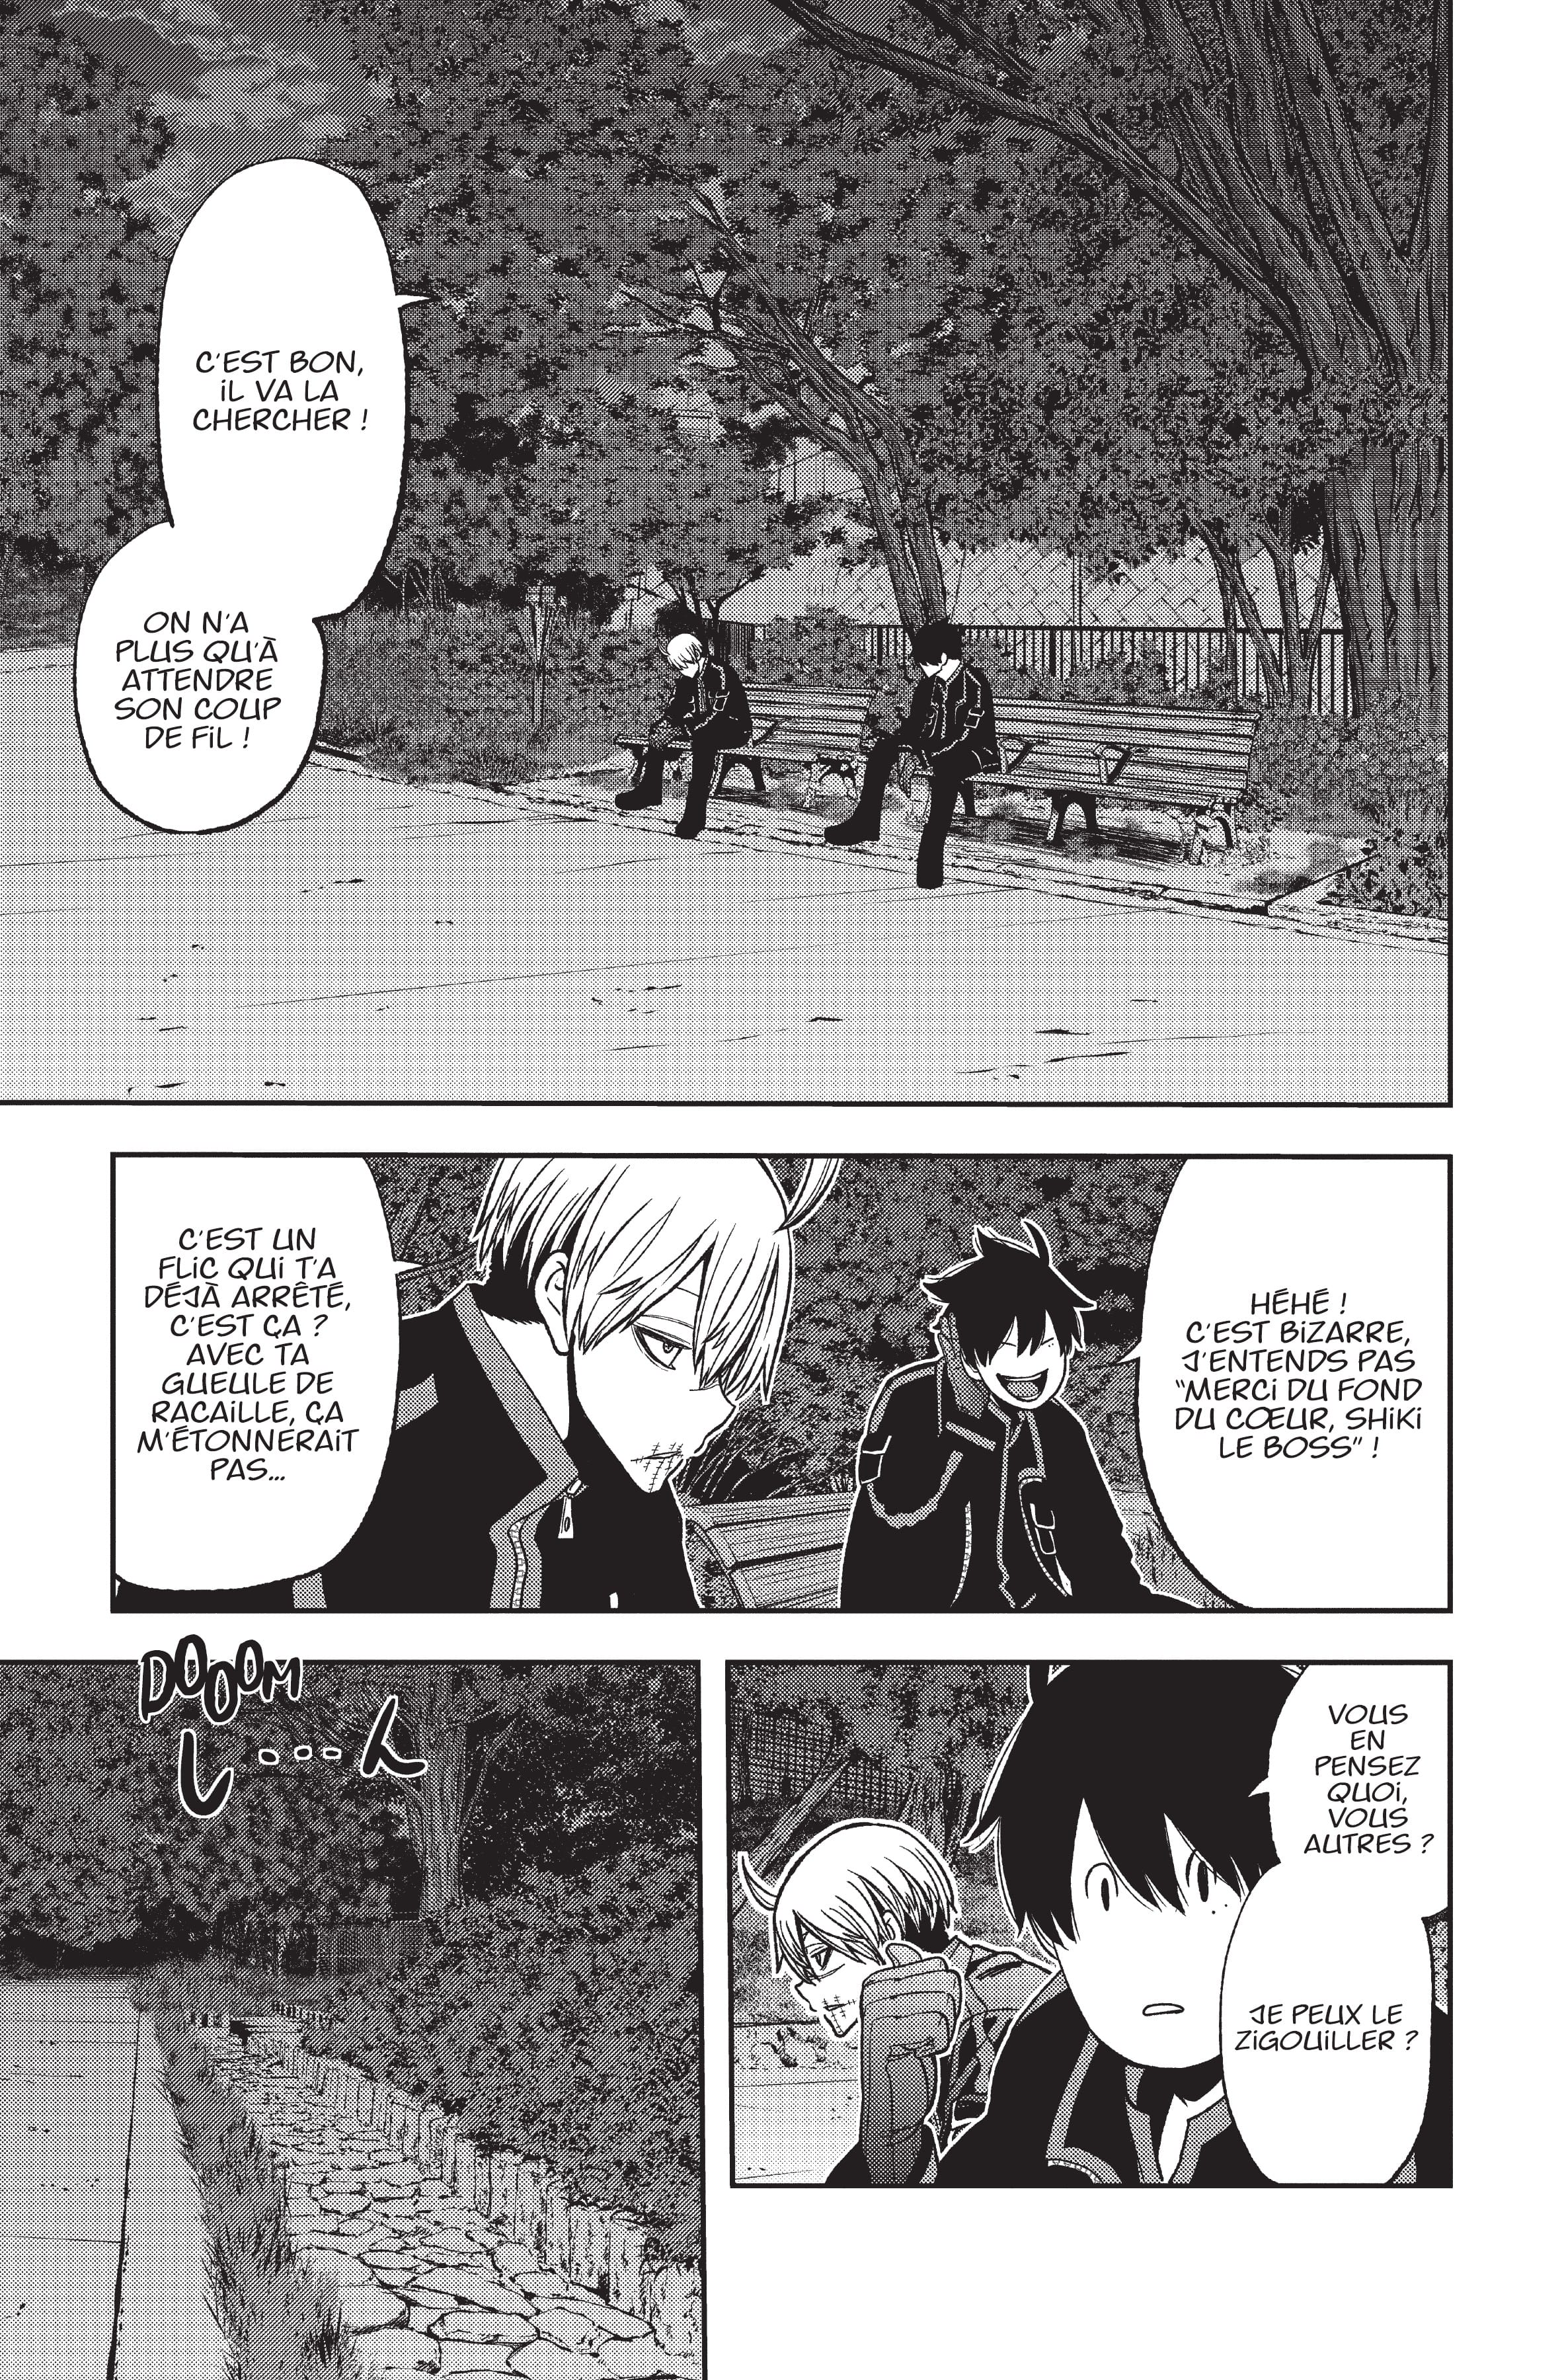 C'EST BON,
IL VA LA
CHERCHER !
ON N'A
PLUS QU'À
ATTENDRE
SON COUP
DE FIL !
HÉHÉ !
C'EST BIZARRE,
J'ENTENDS PAS
“MERCI DU FOND
DU CŒUR, SHIKI
LE BOSS” !
C'EST UN
FLIC QUI T'A
DÉJÀ ARRÊTÉ,
C'EST ÇA ?
AVEC TA
GUEULE DE
RACAILLE, ÇA
M'ÉTONNERAIT
PAS...
VOUS
EN
PENSEZ
QUOI,
VOUS
AUTRES ?
JE PEUX LE
ZIGOUILLER ?
DOOOM
し...ん